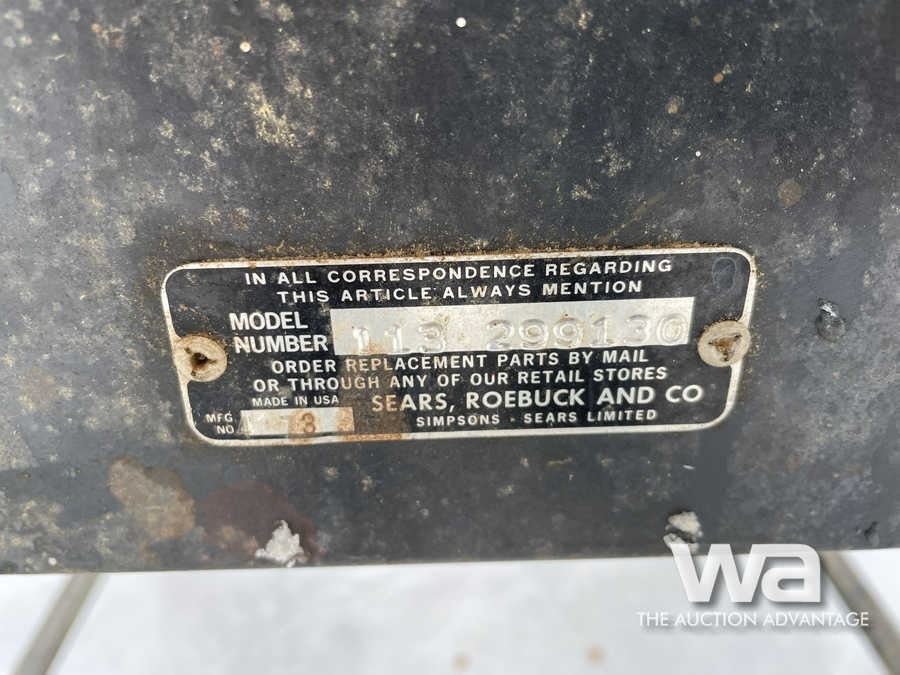 IN ALL CORRESPONDENCE REGARDING
THIS ARTICLE ALWAYS MENTION
MODEL NUMBER 113 299130
ORDER REPLACEMENT PARTS BY MAIL
OR THROUGH ANY OF OUR RETAIL STORES
MADE IN USA SEARS, ROEBUCK AND CO
MFG. NO. 3 SIMPSONS - SEARS LIMITED
wa
THE AUCTION ADVANTAGE